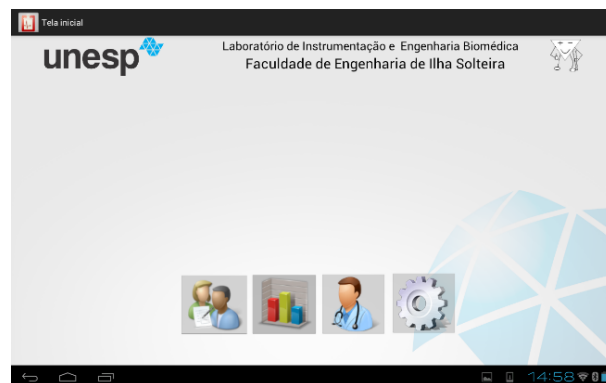 Tela inicial
unesp
Laboratório de Instrumentação e Engenharia Biomédica
Faculdade de Engenharia de Ilha Solteira
14:58